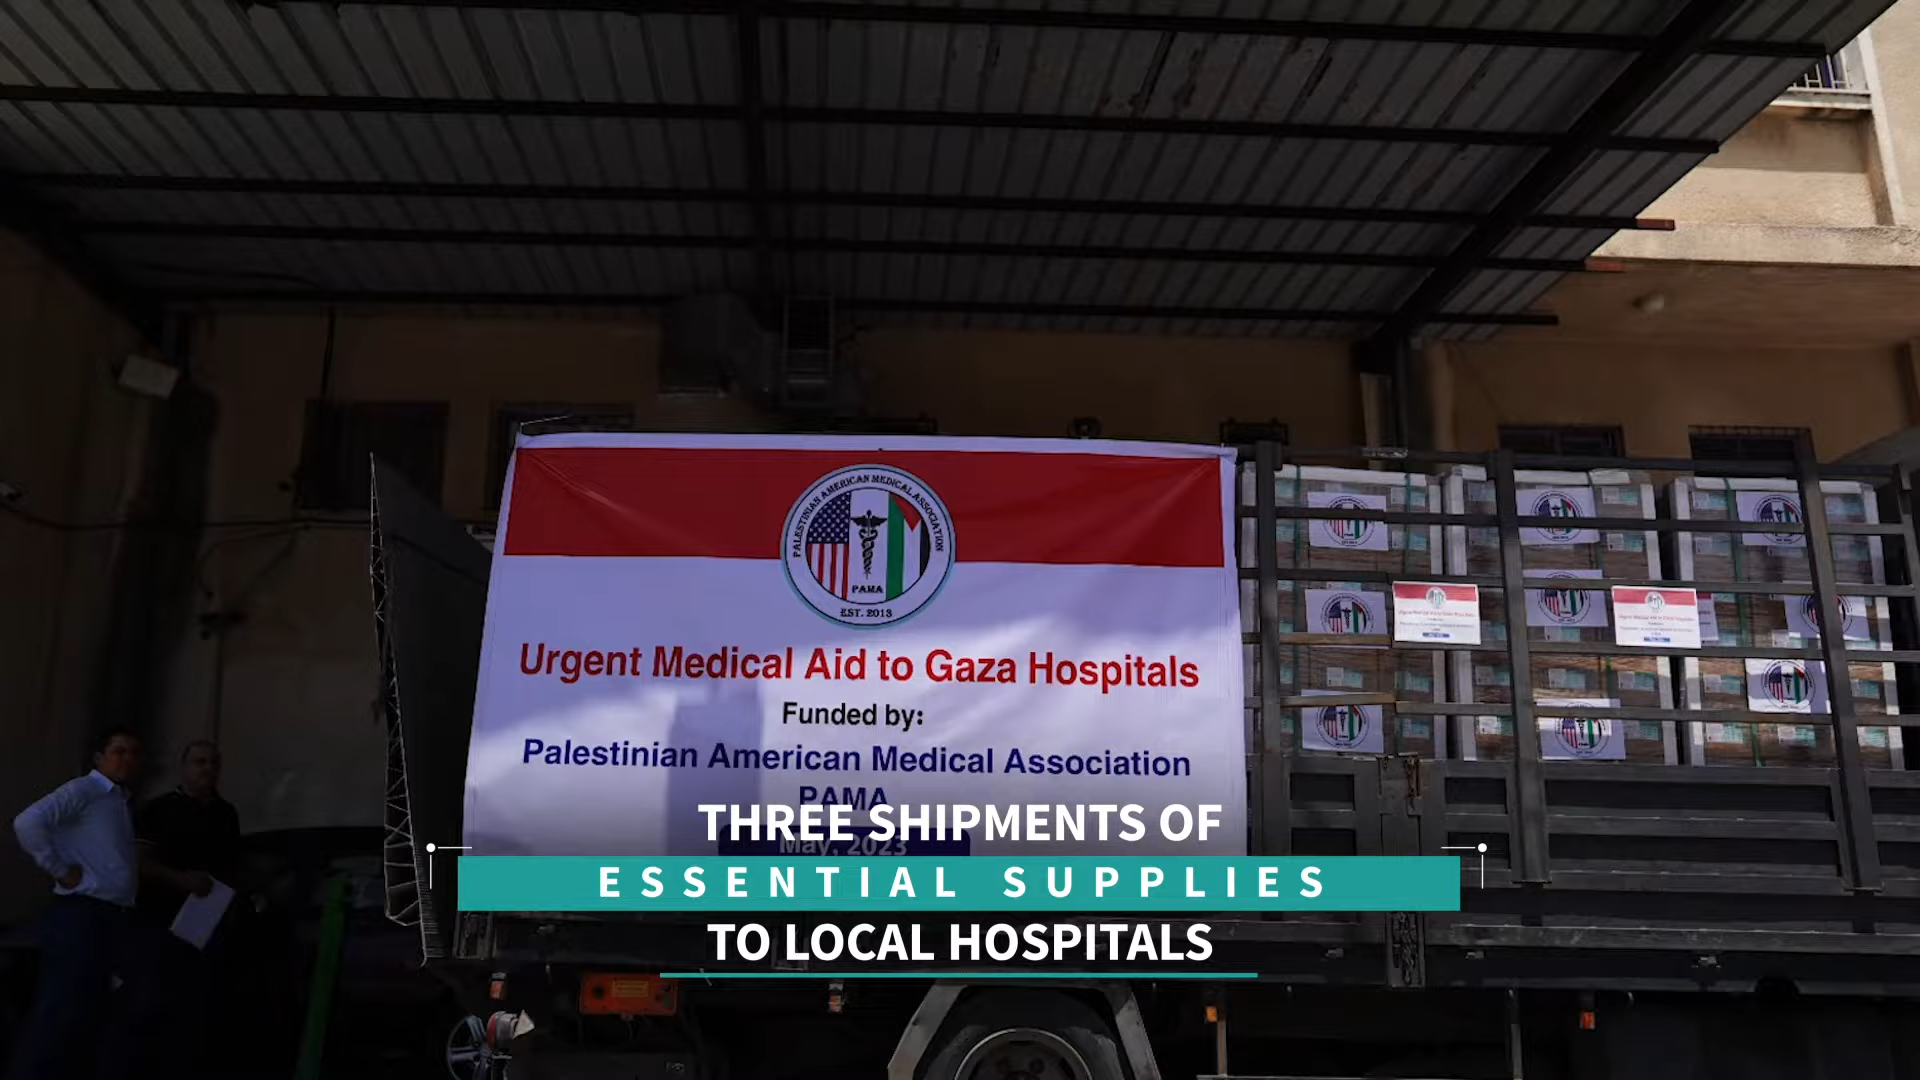 PALESTINIAN AMERICAN MEDICAL ASSOCIATION
PAMA
EST. 2013
Urgent Medical Aid to Gaza Hospitals
Funded by:
Palestinian American Medical Association
PAMA
May, 2023
THREE SHIPMENTS OF
ESSENTIAL SUPPLIES
TO LOCAL HOSPITALS